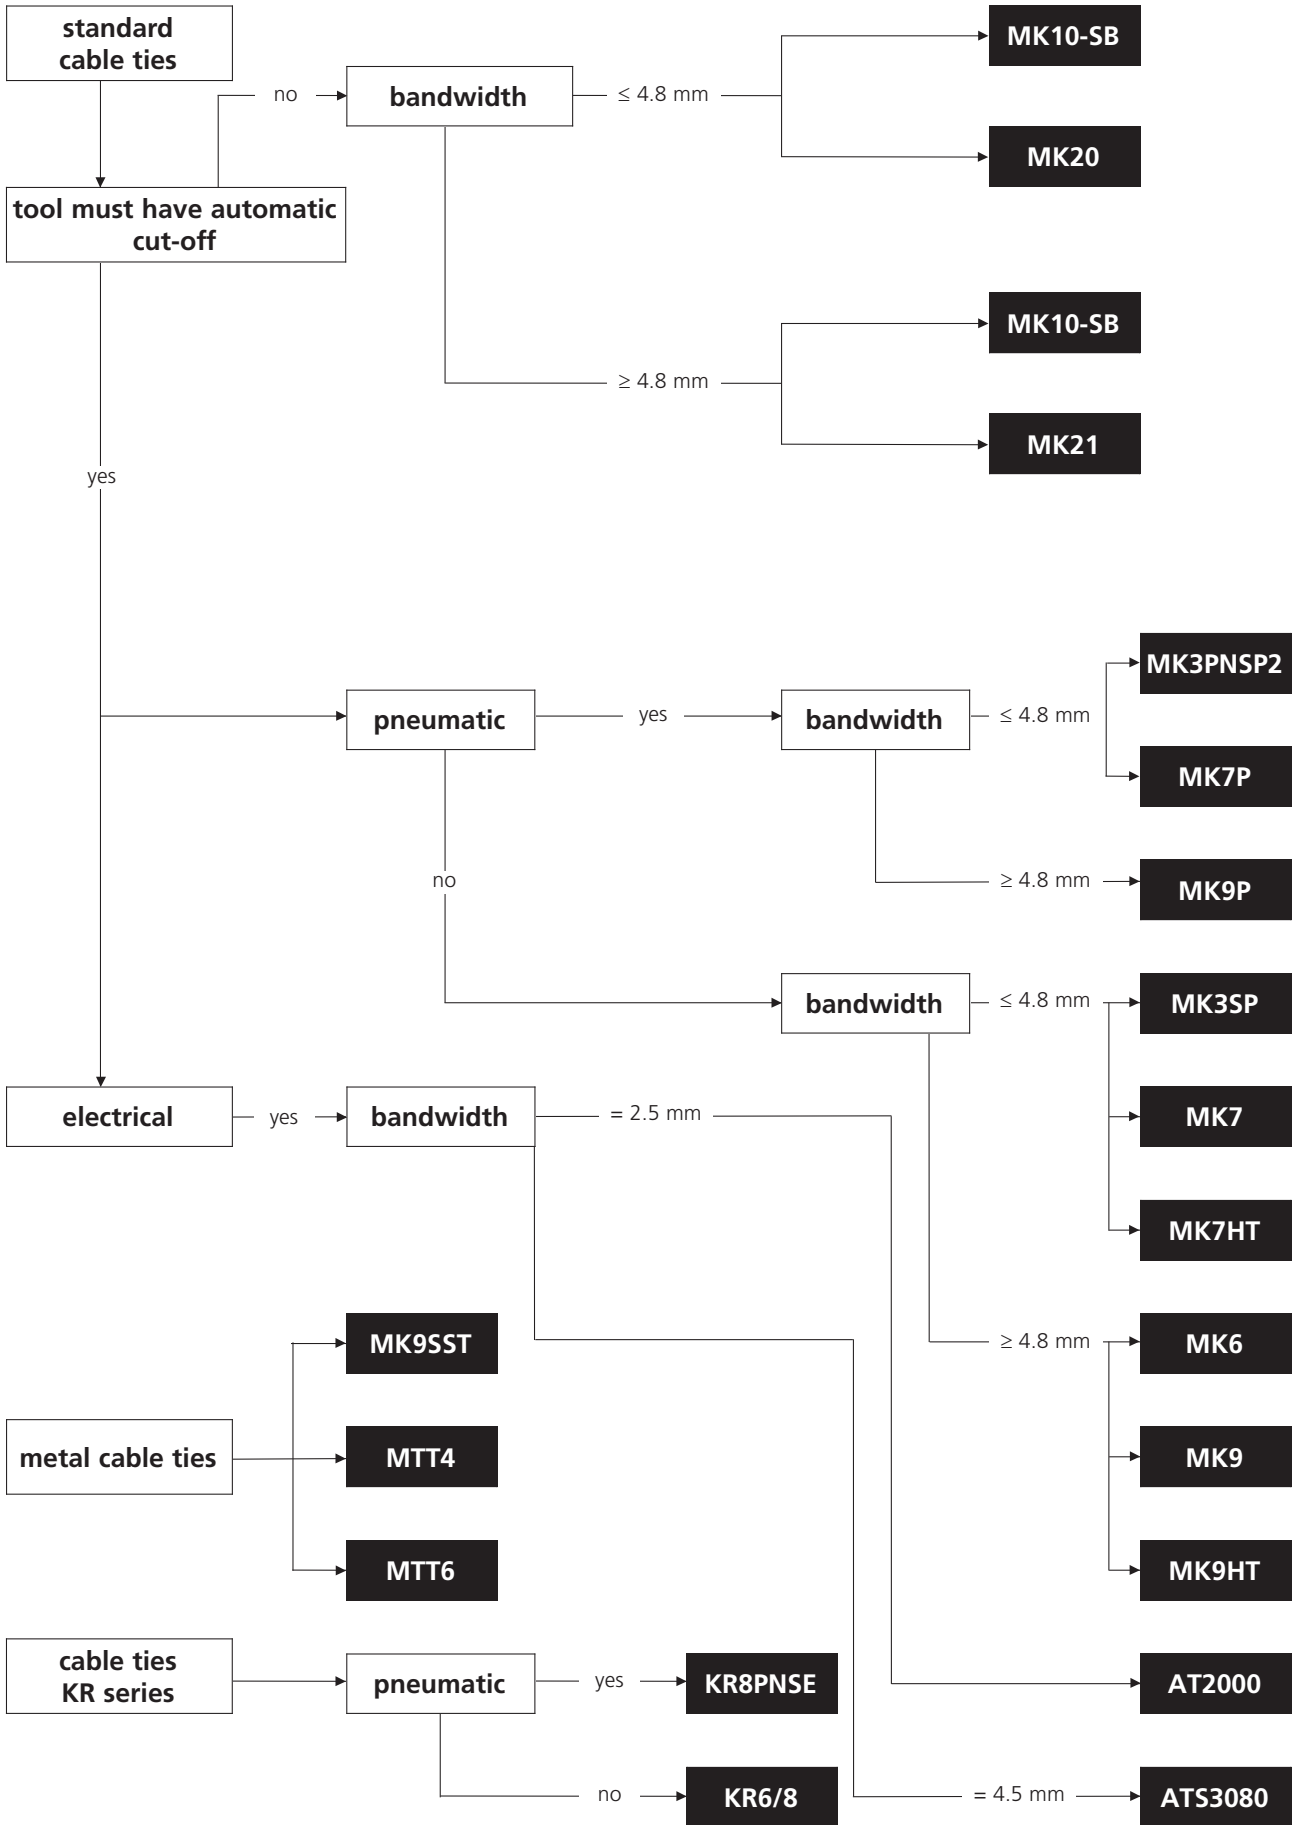 standard
cable ties
MK10-SB
no
bandwidth
≤ 4.8 mm
MK20
tool must have automatic
cut-off
MK10-SB
≥ 4.8 mm
MK21
yes
MK3PNSP2
pneumatic
yes
bandwidth
≤ 4.8 mm
MK7P
no
≥ 4.8 mm
MK9P
bandwidth
≤ 4.8 mm
MK3SP
electrical
yes
bandwidth
= 2.5 mm
MK7
MK7HT
MK9SST
≥ 4.8 mm
MK6
metal cable ties
MTT4
MK9
MTT6
MK9HT
cable ties
KR series
pneumatic
yes
KR8PNSE
AT2000
no
KR6/8
= 4.5 mm
ATS3080